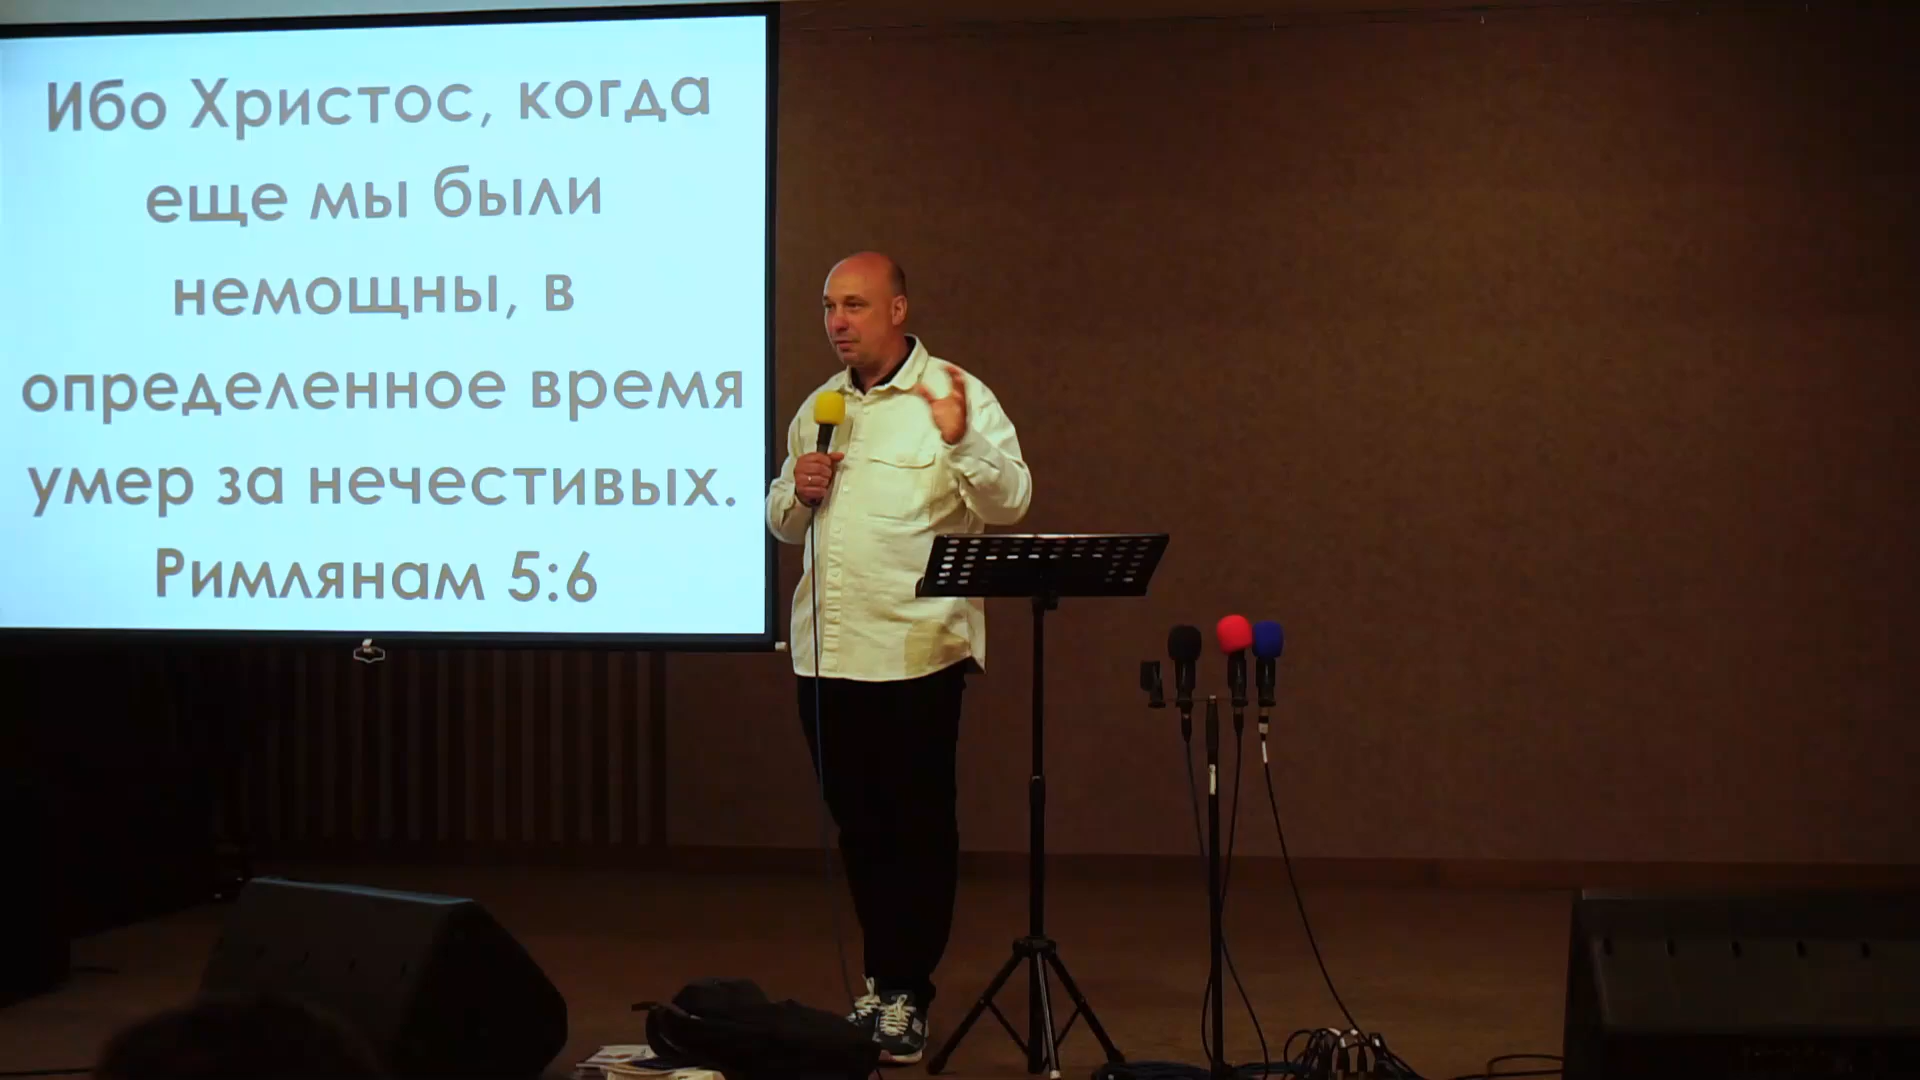 Ибо Христос, когда
еще мы были
немощны, в
определенное время
умер за нечестивых.
Римлянам 5:6